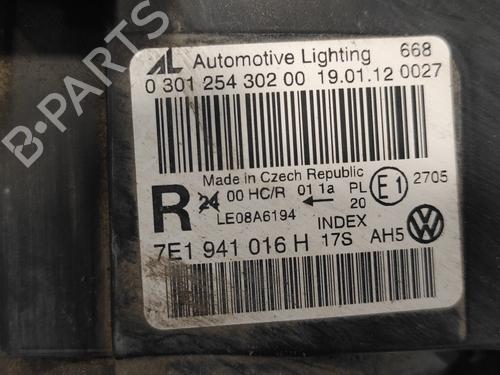 AL Automotive Lighting 668
0 301 254 302 00 19.01.12 0027
Made in Czech Republic
R 24 00 HC/R 01 1a PL E1 2705
LE08A6194 ← 20
INDEX
7E1 941 016 H 17S AH5 VW
B-PARTS